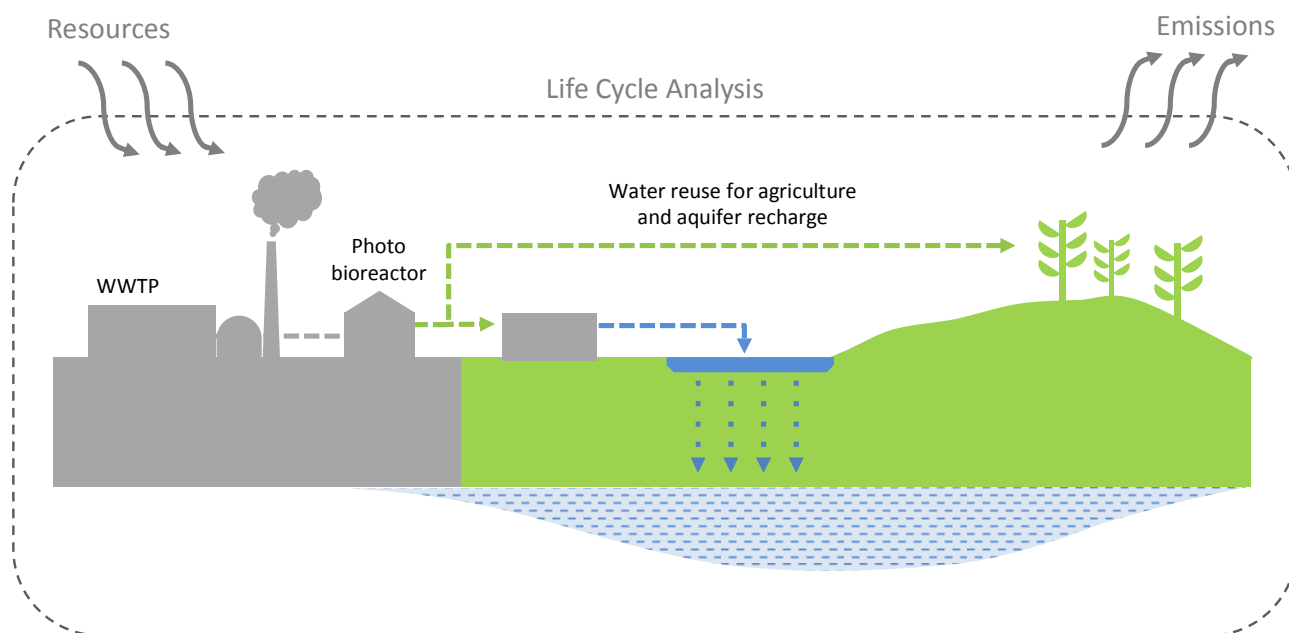 Resources
Emissions
Life Cycle Analysis
Water reuse for agriculture
and aquifer recharge
Photo
bioreactor
WWTP